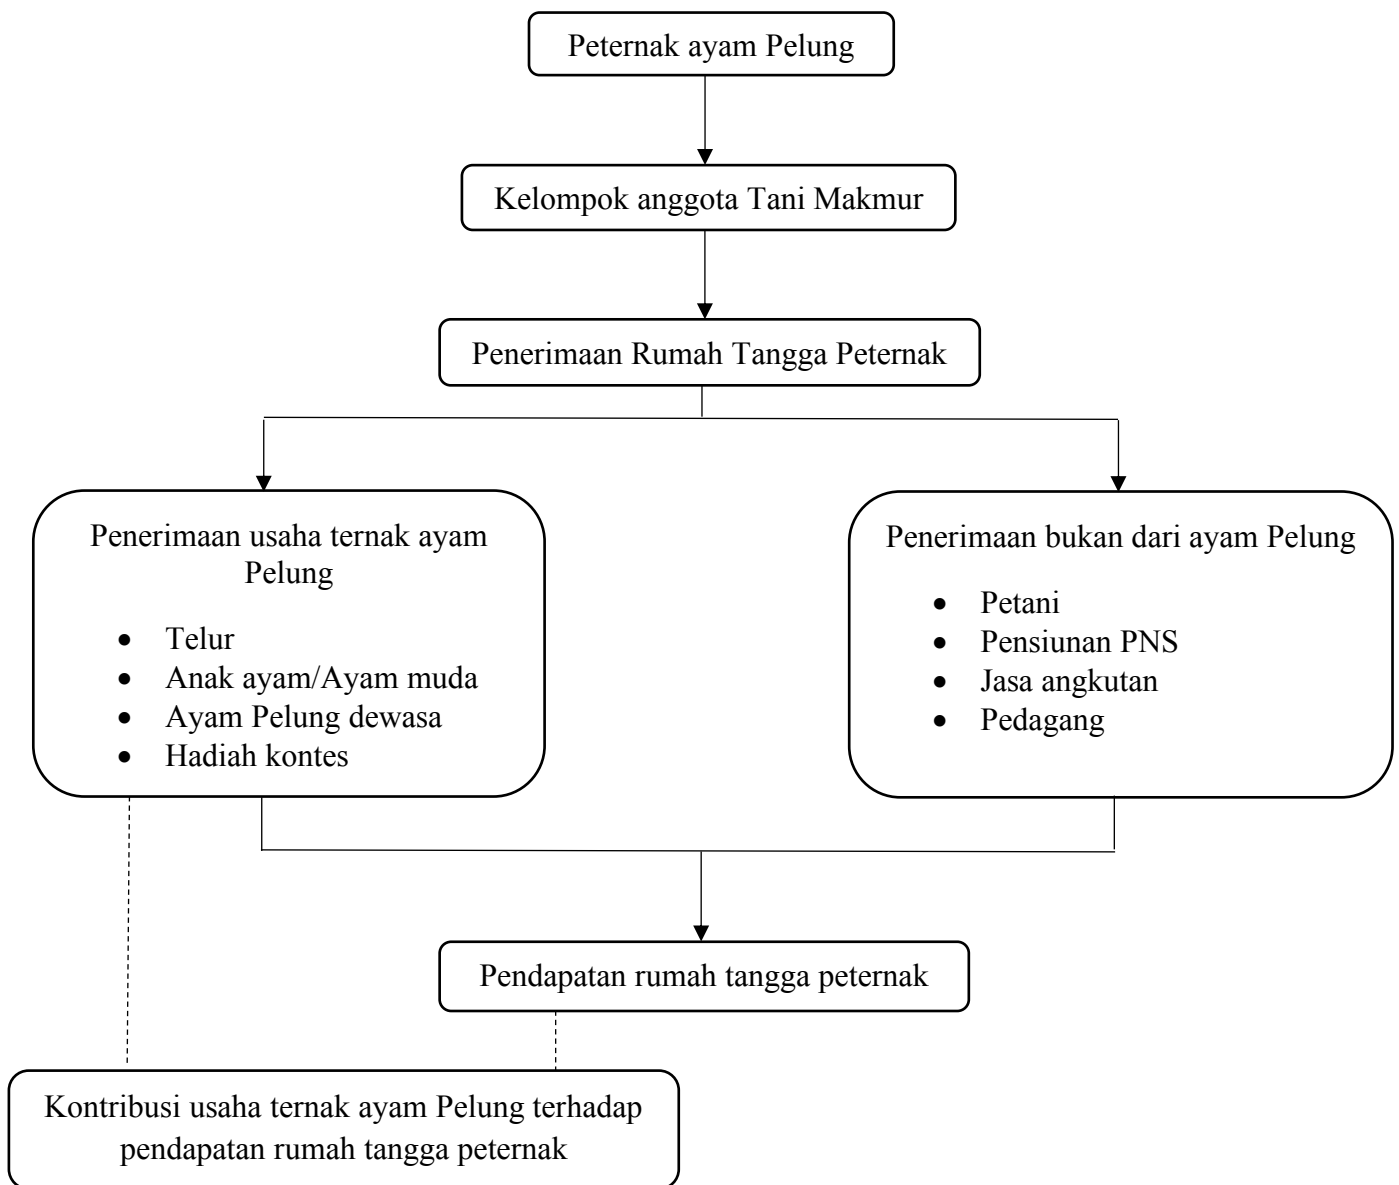 Peternak ayam Pelung
Kelompok anggota Tani Makmur
Penerimaan Rumah Tangga Peternak
Penerimaan usaha ternak ayam
Pelung
• Telur
• Anak ayam/Ayam muda
• Ayam Pelung dewasa
• Hadiah kontes
Penerimaan bukan dari ayam Pelung
• Petani
• Pensiunan PNS
• Jasa angkutan
• Pedagang
Pendapatan rumah tangga peternak
Kontribusi usaha ternak ayam Pelung terhadap
pendapatan rumah tangga peternak